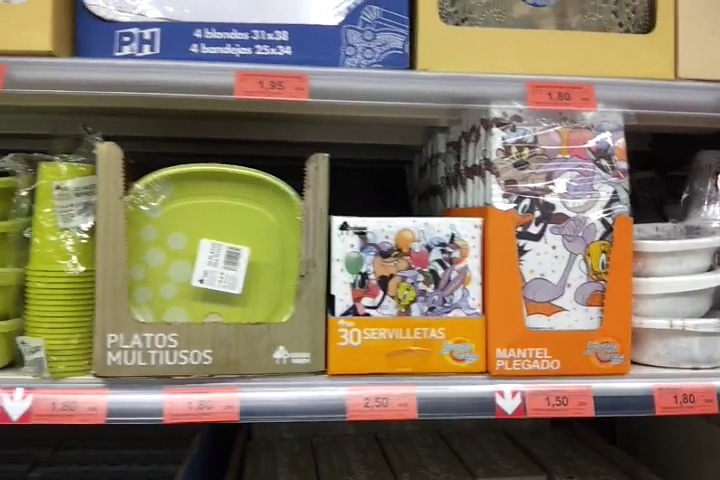 PH
4 blondas 31x38
4 bandejas 25x34
1,95
1,80
PLATOS
MULTIUSOS
30 SERVILLETAS
MANTEL
PLEGADO
1,80
1,80
2,50
1,50
1,80